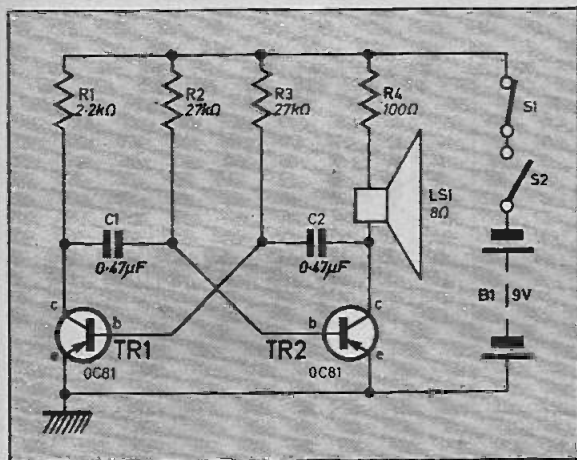 R1
2·2kΩ
R2
27kΩ
R3
27kΩ
R4
100Ω
S1
S2
LS1
8Ω
C1
0·47µF
C2
0·47µF
B1
9V
c
b
e
TR1
OC81
TR2
b
c
e
OC81